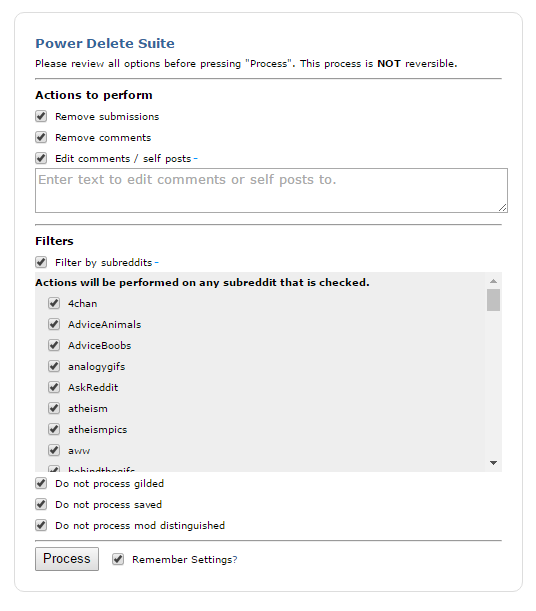 Power Delete Suite
Please review all options before pressing "Process". This process is NOT reversible.
Actions to perform
Remove submissions
Remove comments
Edit comments / self posts -
Enter text to edit comments or self posts to.
Filters
Filter by subreddits -
Actions will be performed on any subreddit that is checked.
4chan
AdviceAnimals
AdviceBoobs
analogygifs
AskReddit
atheism
atheismpics
aww
behindthegifs
Do not process gilded
Do not process saved
Do not process mod distinguished
Process
Remember Settings?